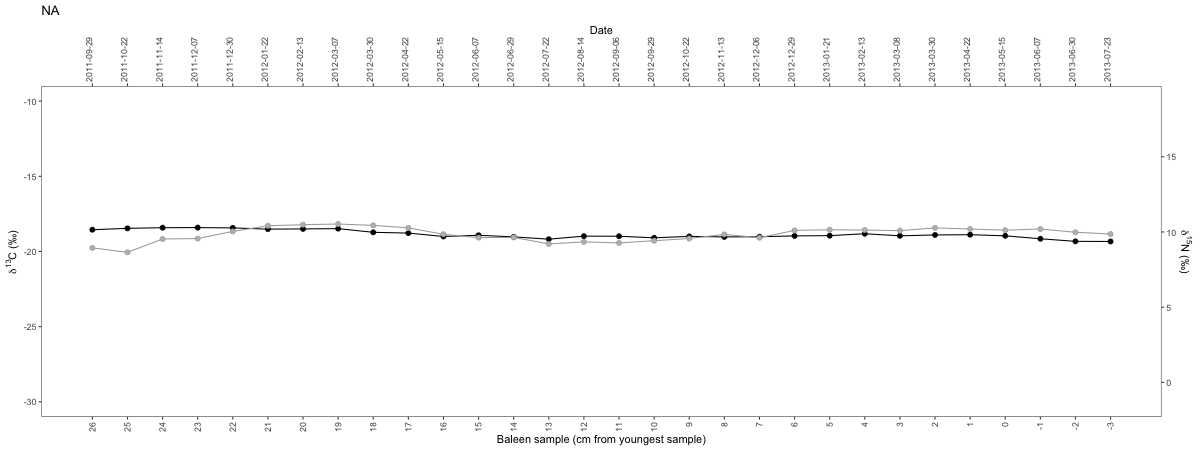 NA
Date
2011-09-29 2011-10-22 2011-11-14 2011-12-07 2011-12-30 2012-01-22 2012-02-13 2012-03-07 2012-03-30 2012-04-22 2012-05-15 2012-06-07 2012-06-29 2012-07-22 2012-08-14 2012-09-06 2012-09-29 2012-10-22 2012-11-13 2012-12-06 2012-12-29 2013-01-21 2013-02-13 2013-03-08 2013-03-30 2013-04-22 2013-05-15 2013-06-07 2013-06-30 2013-07-23
-10
-15
-20
-25
-30
δ 13C (‰)
15
10
5
0
δ 15N (‰)
26 25 24 23 22 21 20 19 18 17 16 15 14 13 12 11 10 9 8 7 6 5 4 3 2 1 0 -1 -2 -3
Baleen sample (cm from youngest sample)